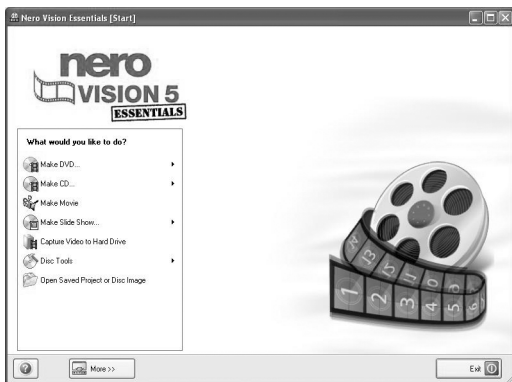 Nero Vision Essentials [Start]
nero
VISION 5
ESSENTIALS
What would you like to do?
Make DVD...
Make CD...
Make Movie
Make Slide Show...
Capture Video to Hard Drive
Disc Tools
Open Saved Project or Disc Image
More >>
Exit